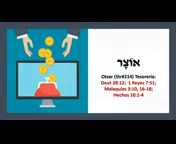 אוֹצָר
Otzar (Str#214) Tesorería:
Deut 28:12; 1 Reyes 7:51;
Malaquías 3:10, 16-18;
Hechos 10:1-4